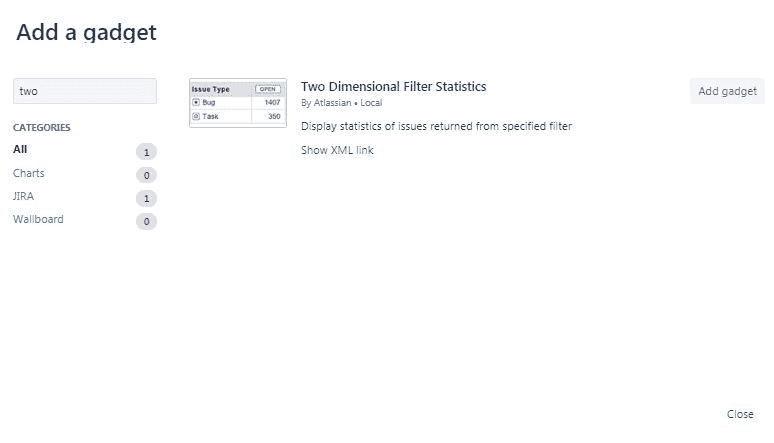 Add a gadget
two
CATEGORIES
All 1
Charts 0
JIRA 1
Wallboard 0
Issue Type OPEN
Bug 1407
Task 350
Two Dimensional Filter Statistics
By Atlassian • Local
Display statistics of issues returned from specified filter
Show XML link
Add gadget
Close